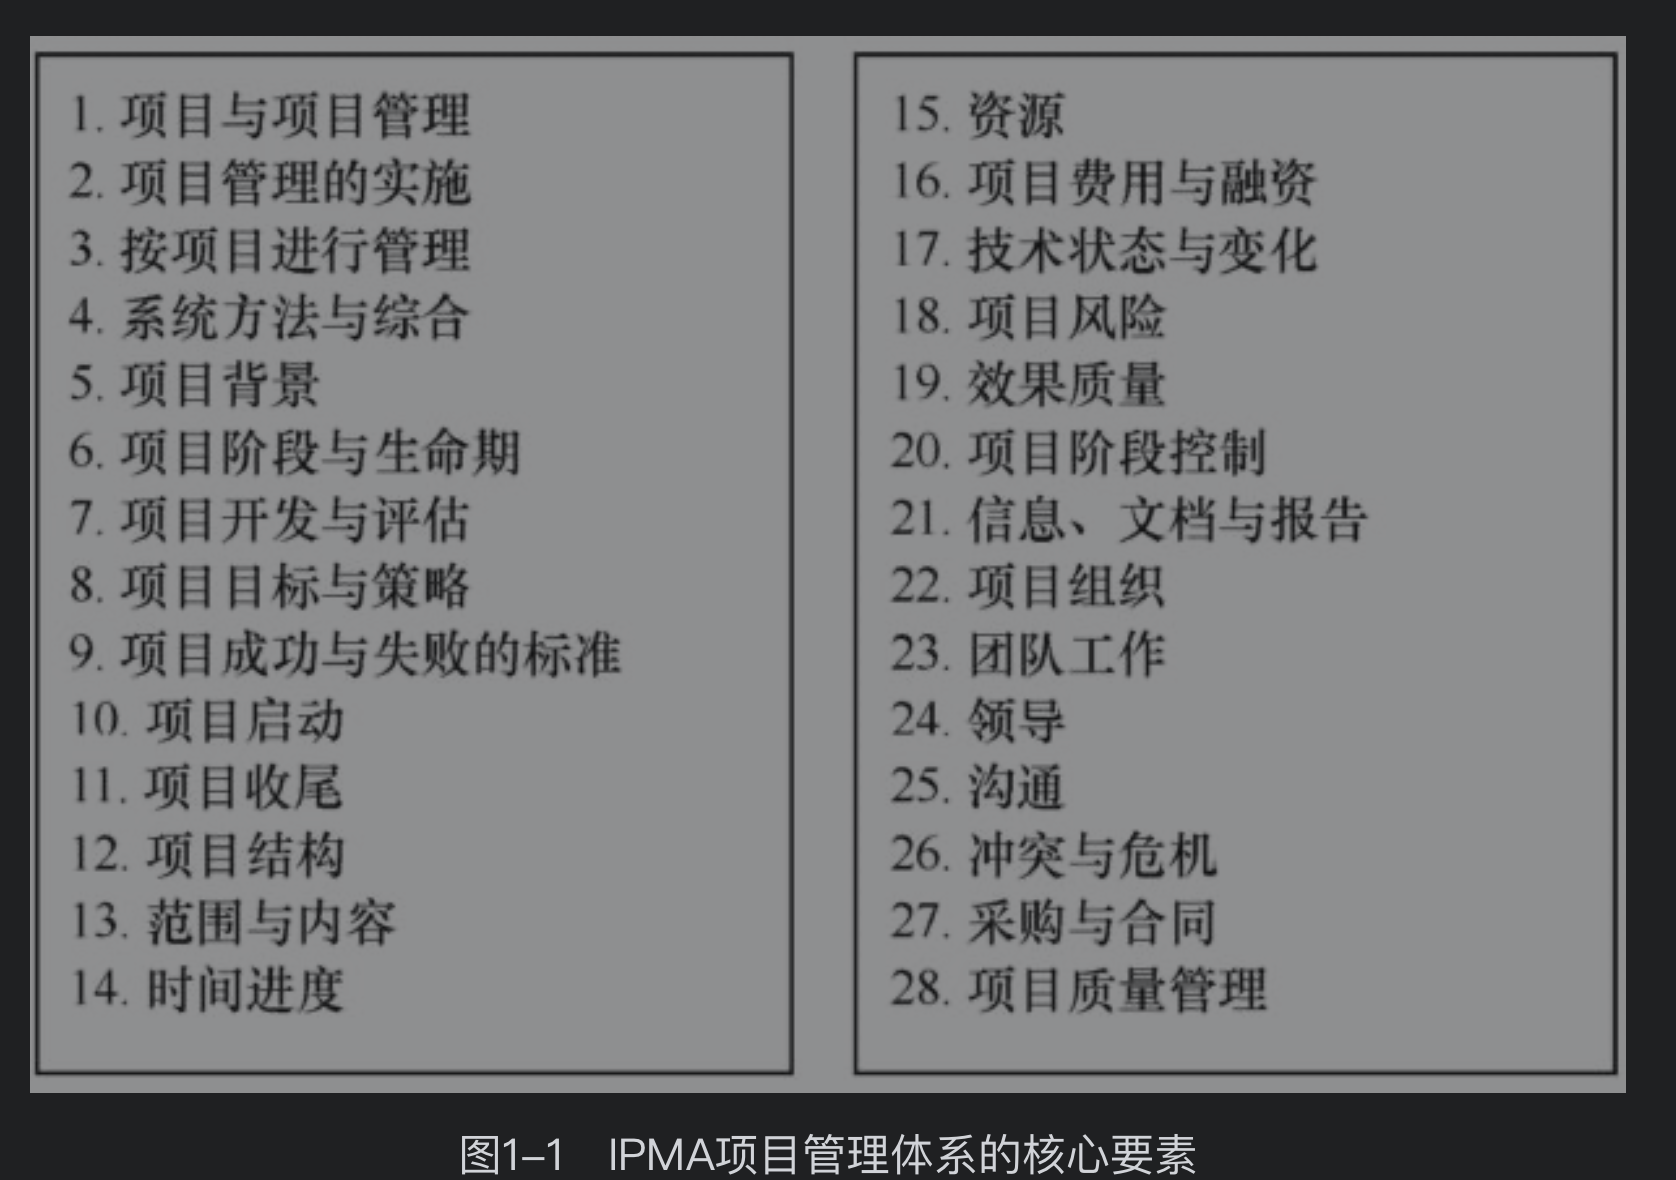 1. 项目与项目管理
2. 项目管理的实施
3. 按项目进行管理
4. 系统方法与综合
5. 项目背景
6. 项目阶段与生命期
7. 项目开发与评估
8. 项目目标与策略
9. 项目成功与失败的标准
10. 项目启动
11. 项目收尾
12. 项目结构
13. 范围与内容
14. 时间进度
15. 资源
16. 项目费用与融资
17. 技术状态与变化
18. 项目风险
19. 效果质量
20. 项目阶段控制
21. 信息、文档与报告
22. 项目组织
23. 团队工作
24. 领导
25. 沟通
26. 冲突与危机
27. 采购与合同
28. 项目质量管理
图1–1　IPMA项目管理体系的核心要素